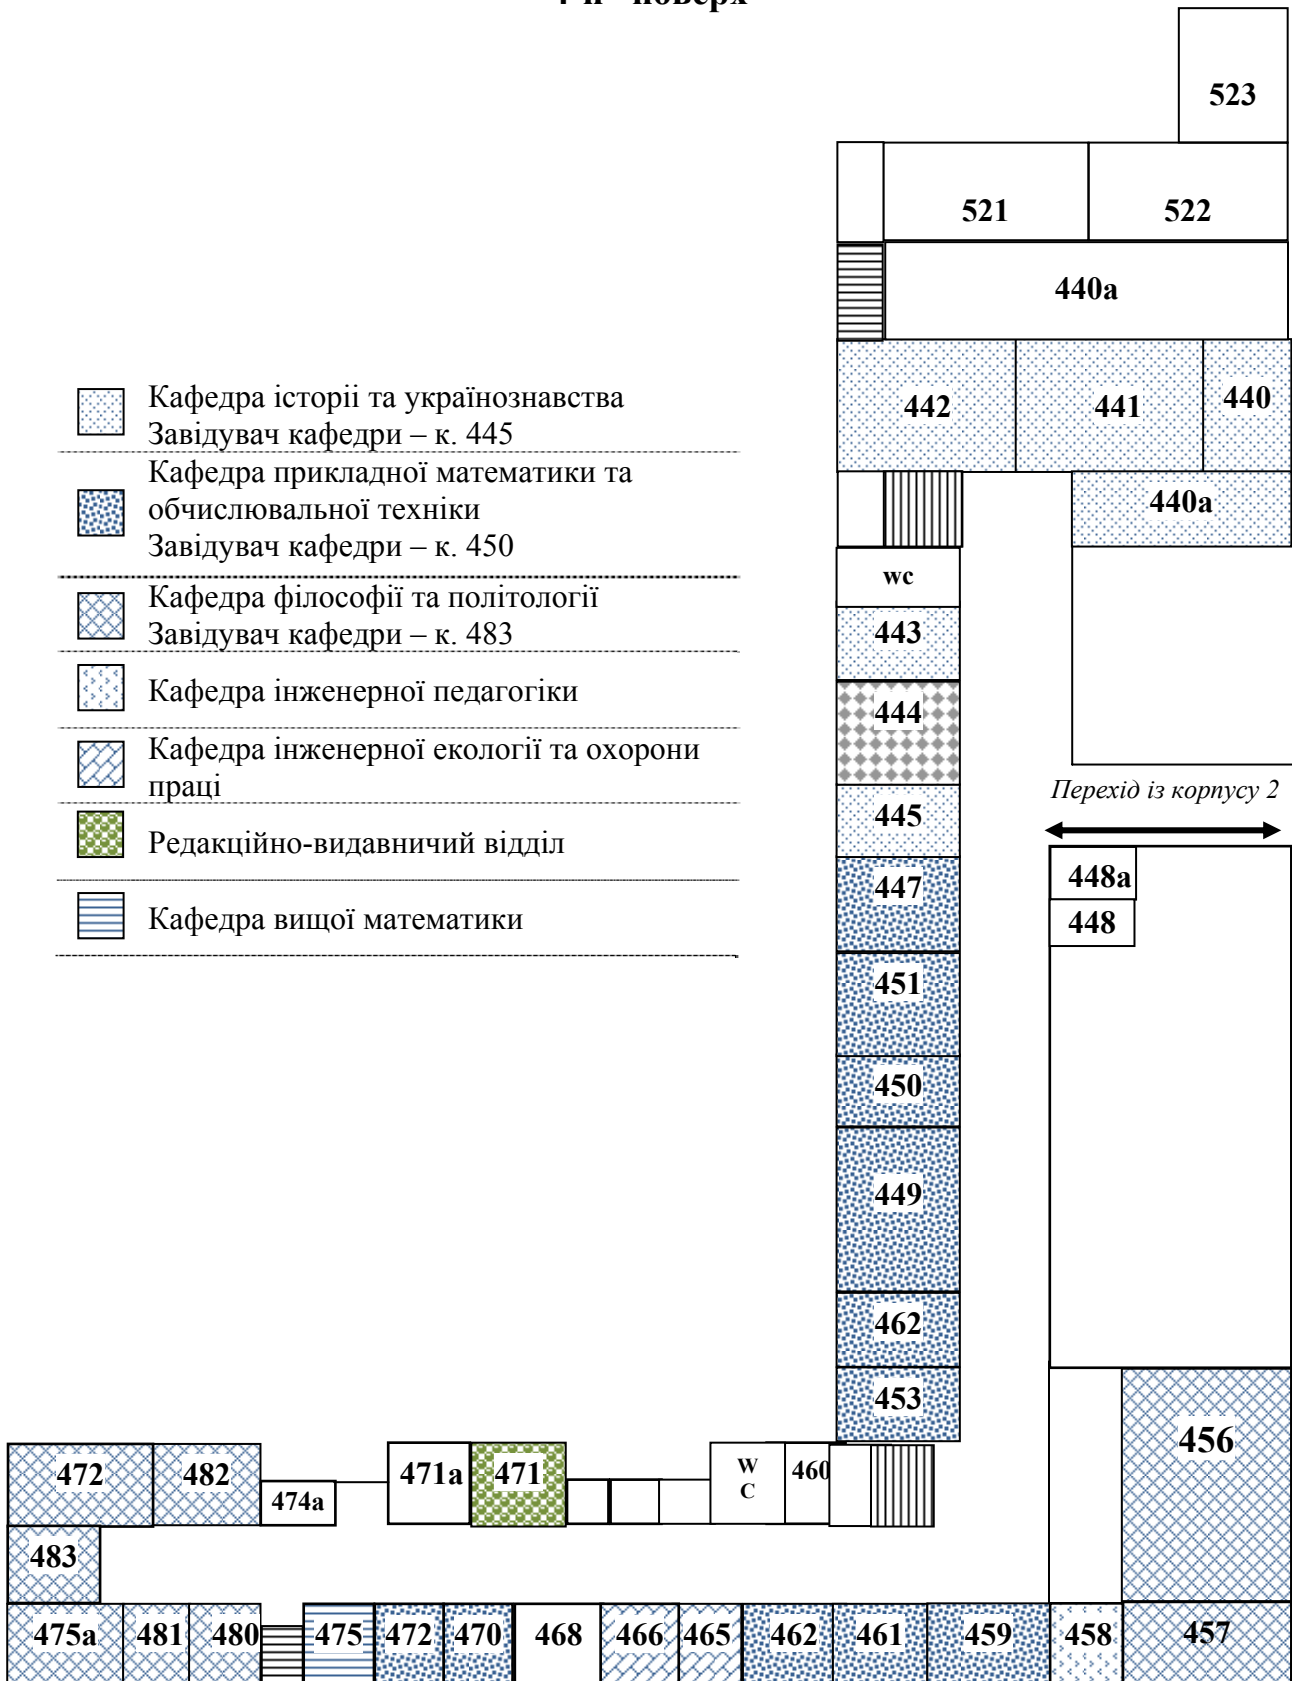 4-й поверх
523
521
522
440а
442
441
440
440а
Кафедра історіі та українознавства
Завідувач кафедри – к. 445
Кафедра прикладної математики та
обчислювальної техніки
Завідувач кафедри – к. 450
Кафедра філософії та політології
Завідувач кафедри – к. 483
Кафедра інженерної педагогіки
Кафедра інженерної екології та охорони
праці
Редакційно-видавничий відділ
Кафедра вищої математики
wc
443
444
445
Перехід із корпусу 2
447
448а
448
451
450
449
462
453
456
472
482
474а
471а
471
W
C
460
483
475а
481
480
475
472
470
468
466
465
462
461
459
458
457